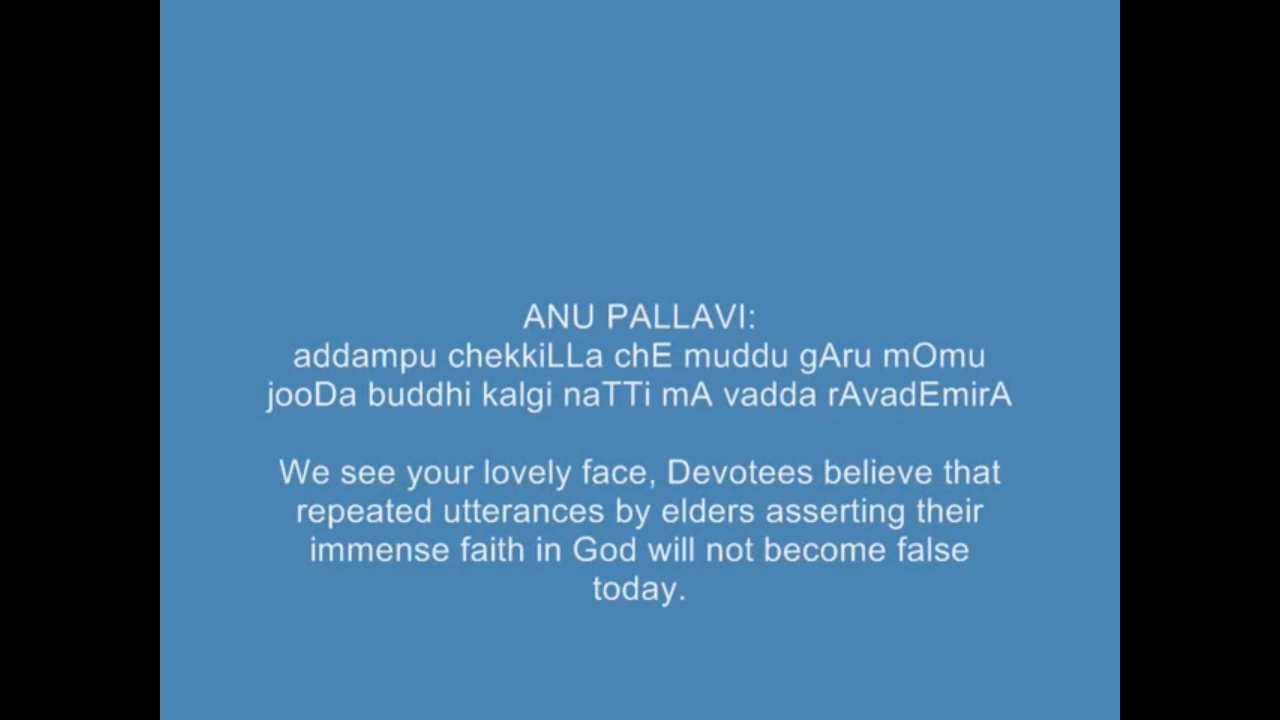 ANU PALLAVI:
addampu chekkiLLa chE muddu gAru mOmu
jooDa buddhi kalgi naTTi mA vadda rAvadEmirA
We see your lovely face, Devotees believe that
repeated utterances by elders asserting their
immense faith in God will not become false
today.